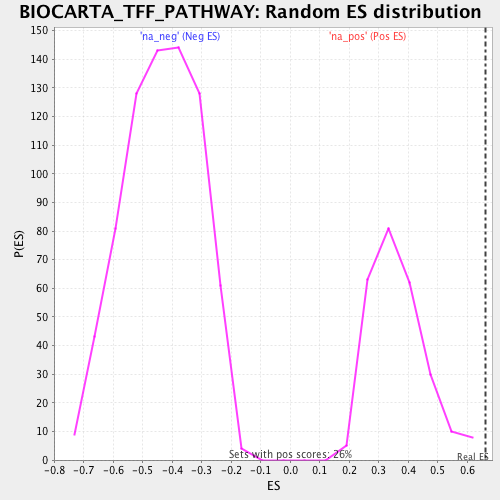 BIOCARTA_TFF_PATHWAY: Random ES distribution
'na_neg' (Neg ES) 'na_pos' (Pos ES)
150
140
130
120
110
100
90
80
70
60
50
40
30
20
10
0
P(ES)
Sets with pos scores: 26%
Real ES
-0.8 -0.7 -0.6 -0.5 -0.4 -0.3 -0.2 -0.1 0.0 0.1 0.2 0.3 0.4 0.5 0.6
ES